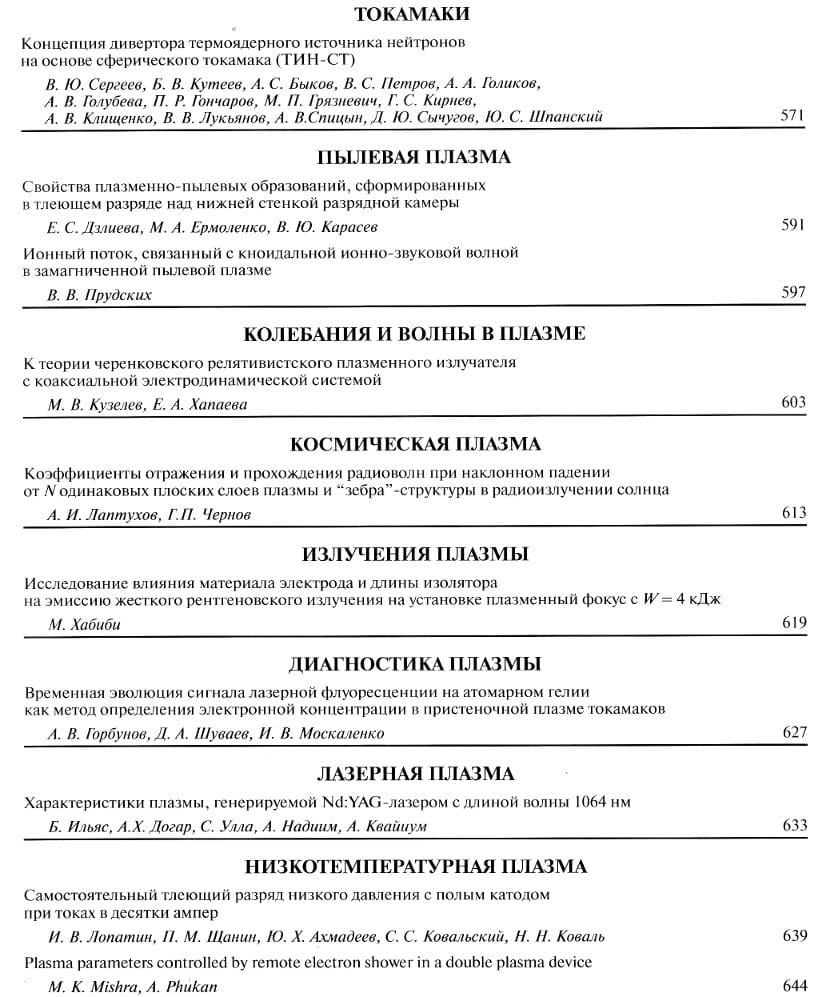 ТОКАМАКИ
Концепция дивертора термоядерного источника нейтронов
на основе сферического токамака (ТИН-СТ)
В. Ю. Сергеев, Б. В. Кутеев, А. С. Быков, В. С. Петров, А. А. Голиков,
А. В. Голубева, П. Р. Гончаров, М. П. Грязневич, Г. С. Кирнев,
А. В. Клищенко, В. В. Лукьянов, А. В.Спицын, Д. Ю. Сычугов, Ю. С. Шпанский 571
ПЫЛЕВАЯ ПЛАЗМА
Свойства плазменно-пылевых образований, сформированных
в тлеющем разряде над нижней стенкой разрядной камеры
Е. С. Дзлиева, М. А. Ермоленко, В. Ю. Карасев 591
Ионный поток, связанный с кноидальной ионно-звуковой волной
в замагниченной пылевой плазме
В. В. Прудских 597
КОЛЕБАНИЯ И ВОЛНЫ В ПЛАЗМЕ
К теории черенковского релятивистского плазменного излучателя
с коаксиальной электродинамической системой
М. В. Кузелев, Е. А. Хапаева 603
КОСМИЧЕСКАЯ ПЛАЗМА
Коэффициенты отражения и прохождения радиоволн при наклонном падении
от N одинаковых плоских слоев плазмы и “зебра”-структуры в радиоизлучении солнца
А. И. Лаптухов, Г.П. Чернов 613
ИЗЛУЧЕНИЯ ПЛАЗМЫ
Исследование влияния материала электрода и длины изолятора
на эмиссию жесткого рентгеновского излучения на установке плазменный фокус с W = 4 кДж
М. Хабиби 619
ДИАГНОСТИКА ПЛАЗМЫ
Временная эволюция сигнала лазерной флуоресценции на атомарном гелии
как метод определения электронной концентрации в пристеночной плазме токамаков
А. В. Горбунов, Д. А. Шуваев, И. В. Москаленко 627
ЛАЗЕРНАЯ ПЛАЗМА
Характеристики плазмы, генерируемой Nd:YAG-лазером с длиной волны 1064 нм
Б. Ильяс, А.Х. Догар, С. Улла, А. Надиим, А. Квайиум 633
НИЗКОТЕМПЕРАТУРНАЯ ПЛАЗМА
Самостоятельный тлеющий разряд низкого давления с полым катодом
при токах в десятки ампер
И. В. Лопатин, П. М. Щанин, Ю. Х. Ахмадеев, С. С. Ковальский, Н. Н. Коваль 639
Plasma parameters controlled by remote electron shower in a double plasma device
M. K. Mishra, A. Phukan 644